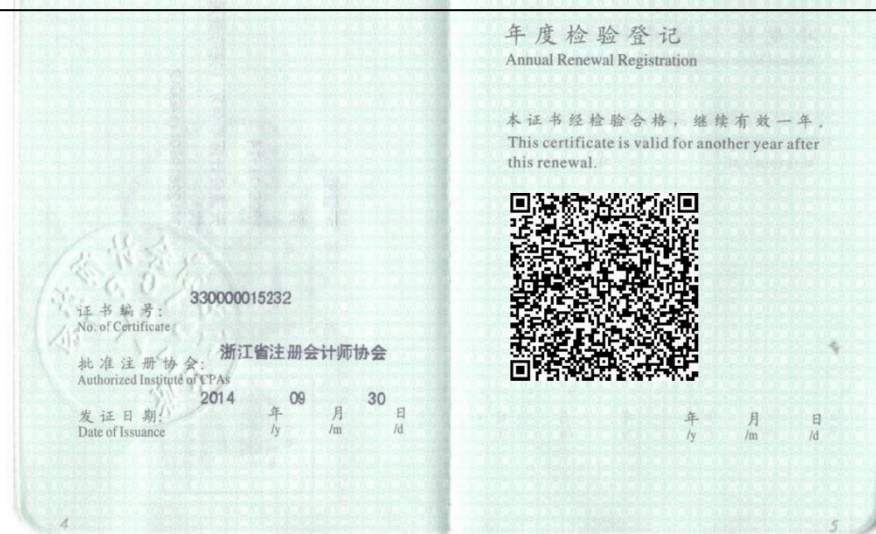 证书编号:
330000015232
No. of Certificate
批准注册协会:
浙江省注册会计师协会
Authorized Institute of CPAs
发证日期:
2014 年 09 月 30 日
Date of Issuance /y /m /d
4
年度检验登记
Annual Renewal Registration
本证书经检验合格，继续有效一年。
This certificate is valid for another year after
this renewal.
年 月 日
/y /m /d
5